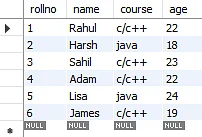 rollno name course age
1 Rahul c/c++ 22
2 Harsh java 18
3 Sahil c/c++ 23
4 Adam c/c++ 22
5 Lisa java 24
6 James c/c++ 19
NULL NULL NULL NULL